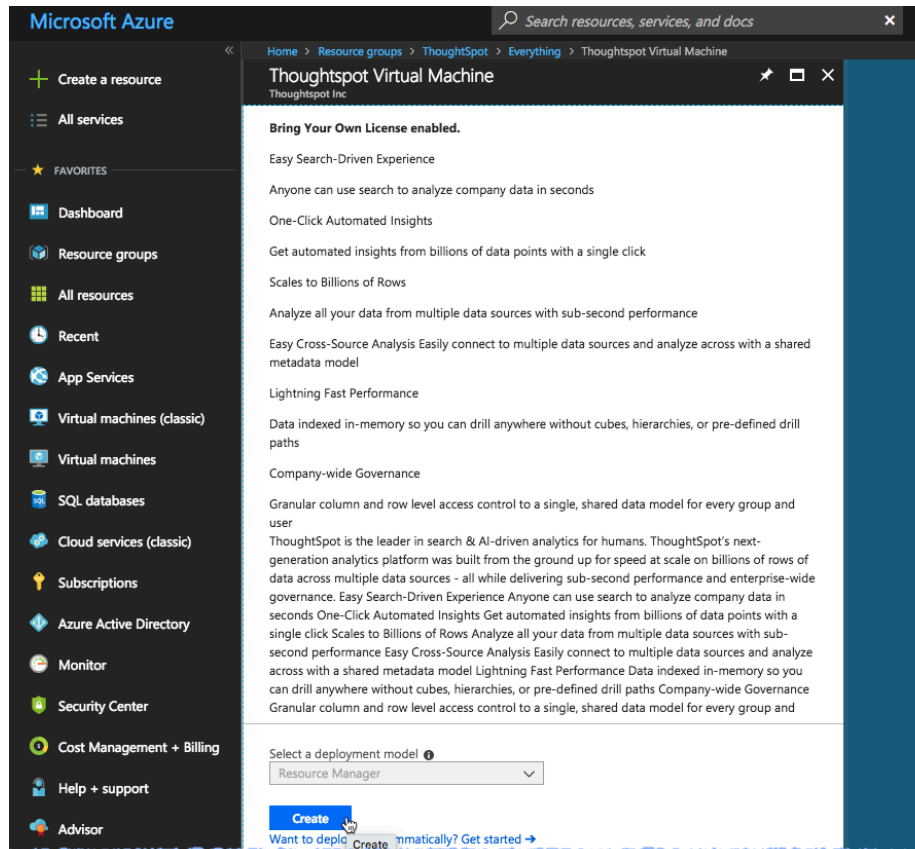 Microsoft Azure
Search resources, services, and docs
Home > Resource groups > ThoughtSpot > Everything > Thoughtspot Virtual Machine
Create a resource
All services
FAVORITES
Dashboard
Resource groups
All resources
Recent
App Services
Virtual machines (classic)
Virtual machines
SQL databases
Cloud services (classic)
Subscriptions
Azure Active Directory
Monitor
Security Center
Cost Management + Billing
Help + support
Advisor
Thoughtspot Virtual Machine
Thoughtspot Inc
Bring Your Own License enabled.
Easy Search-Driven Experience
Anyone can use search to analyze company data in seconds
One-Click Automated Insights
Get automated insights from billions of data points with a single click
Scales to Billions of Rows
Analyze all your data from multiple data sources with sub-second performance
Easy Cross-Source Analysis Easily connect to multiple data sources and analyze across with a shared
metadata model
Lightning Fast Performance
Data indexed in-memory so you can drill anywhere without cubes, hierarchies, or pre-defined drill
paths
Company-wide Governance
Granular column and row level access control to a single, shared data model for every group and
user
ThoughtSpot is the leader in search & AI-driven analytics for humans. ThoughtSpot's next-
generation analytics platform was built from the ground up for speed at scale on billions of rows of
data across multiple data sources - all while delivering sub-second performance and enterprise-wide
governance. Easy Search-Driven Experience Anyone can use search to analyze company data in
seconds One-Click Automated Insights Get automated insights from billions of data points with a
single click Scales to Billions of Rows Analyze all your data from multiple data sources with sub-
second performance Easy Cross-Source Analysis Easily connect to multiple data sources and analyze
across with a shared metadata model Lightning Fast Performance Data indexed in-memory so you
can drill anywhere without cubes, hierarchies, or pre-defined drill paths Company-wide Governance
Granular column and row level access control to a single, shared data model for every group and
Select a deployment model
Resource Manager
Create
Want to deplo mmatically? Get started →
Create